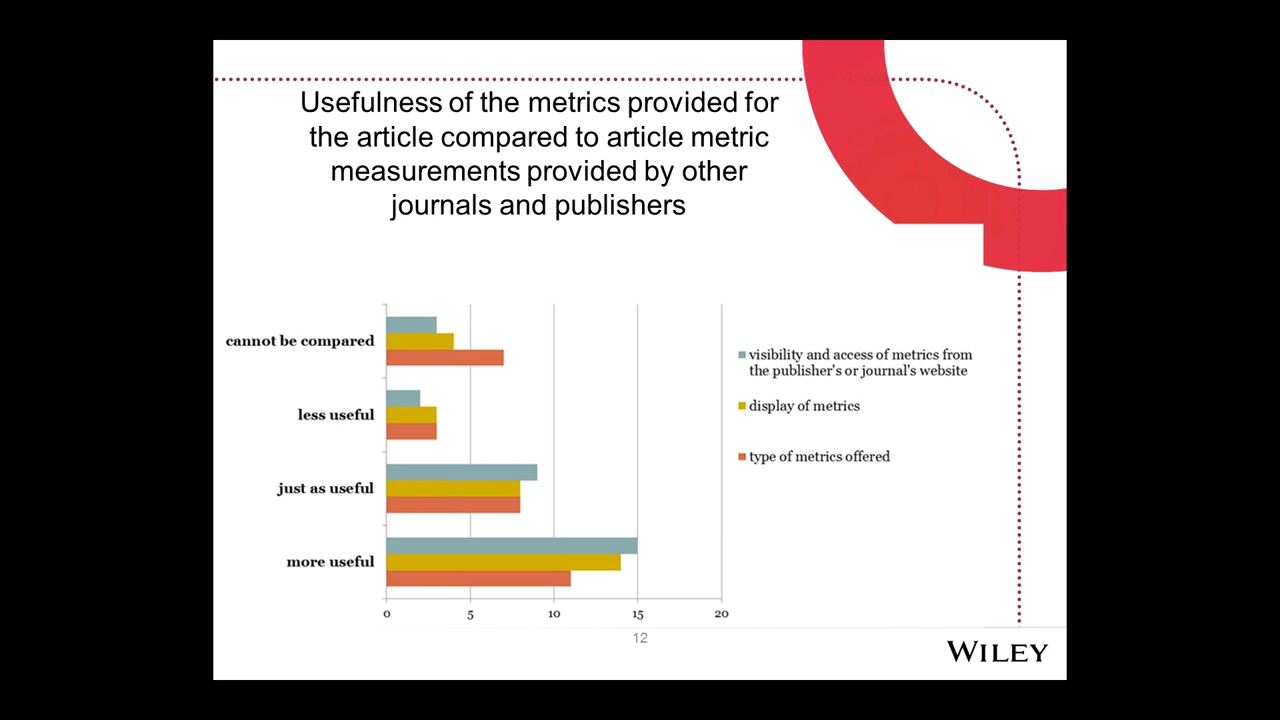 Usefulness of the metrics provided for
the article compared to article metric
measurements provided by other
journals and publishers
cannot be compared
less useful
just as useful
more useful
0 5 10 15 20
visibility and access of metrics from
the publisher's or journal's website
display of metrics
type of metrics offered
12
WILEY